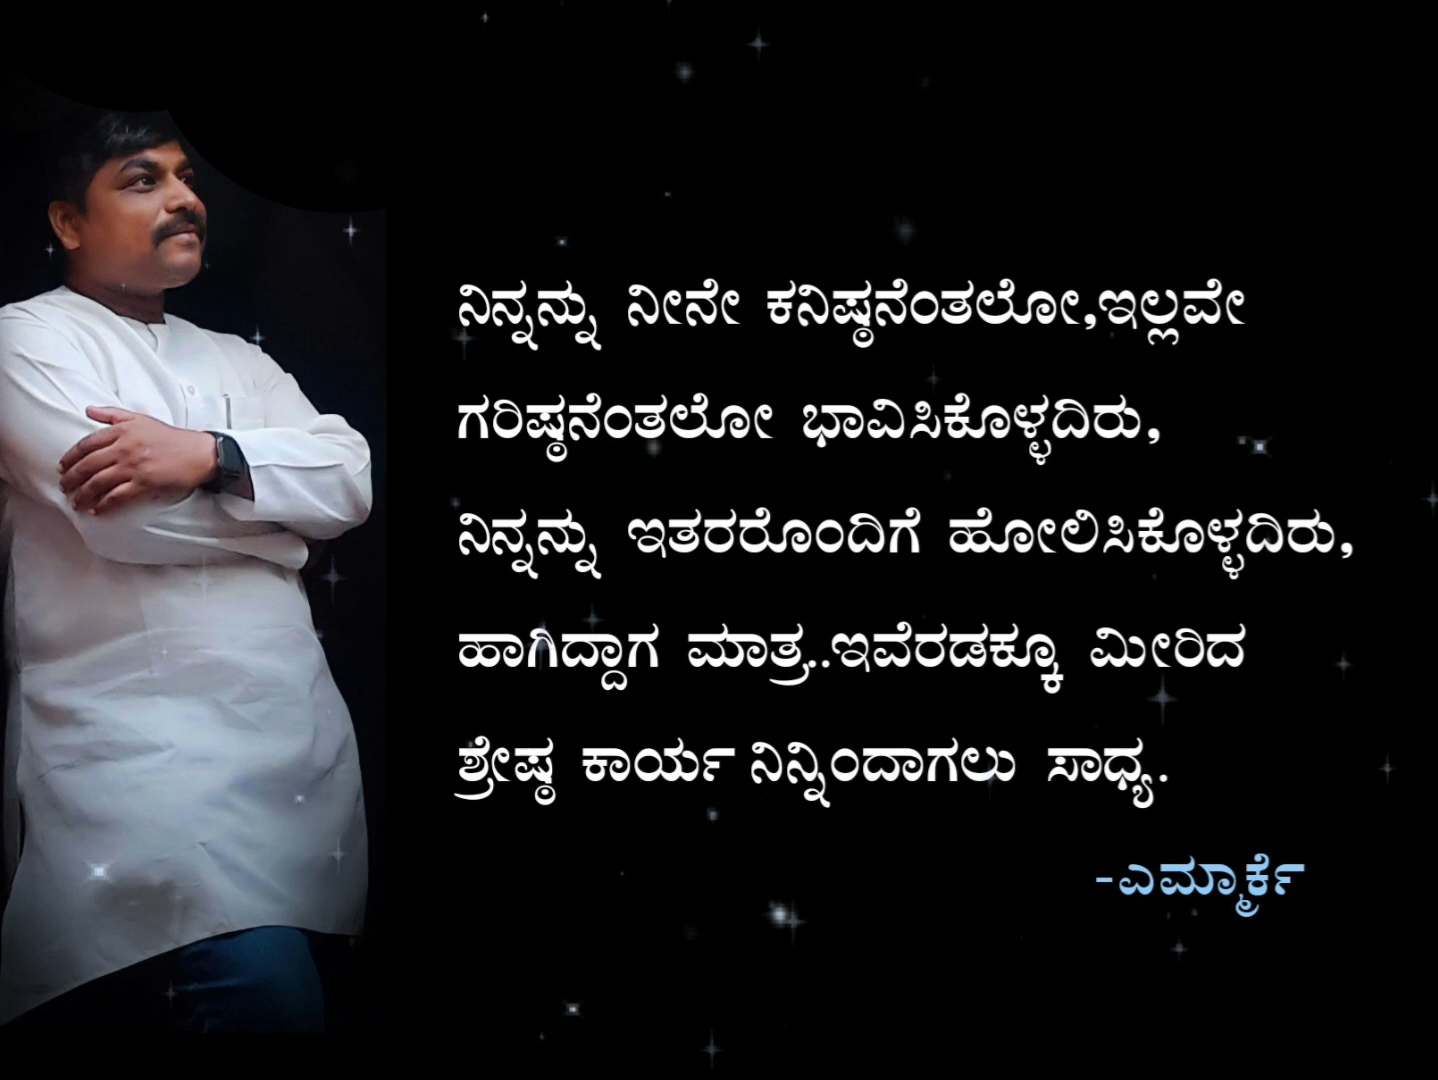 ನಿನ್ನನ್ನು ನೀನೇ ಕನಿಷ್ಠನೆಂತಲೋ,ಇಲ್ಲವೇ
ಗರಿಷ್ಠನೆಂತಲೋ ಭಾವಿಸಿಕೊಳ್ಳದಿರು,
ನಿನ್ನನ್ನು ಇತರರೊಂದಿಗೆ ಹೋಲಿಸಿಕೊಳ್ಳದಿರು,
ಹಾಗಿದ್ದಾಗ ಮಾತ್ರ..ಇವೆರಡಕ್ಕೂ ಮೀರಿದ
ಶ್ರೇಷ್ಠ ಕಾರ್ಯ ನಿನ್ನಿಂದಾಗಲು ಸಾಧ್ಯ.
-ಎಮ್ಮಾರ್ಕೆ